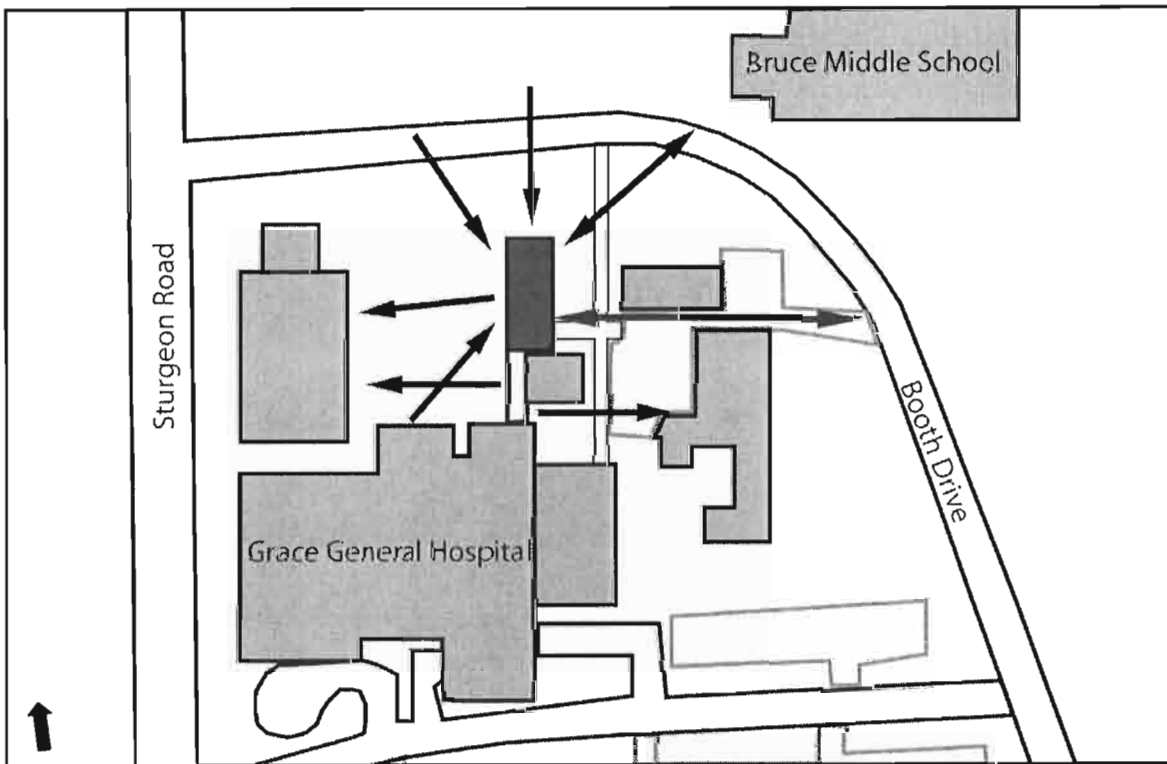 Bruce Middle School
Sturgeon Road
Booth Drive
Grace General Hospital